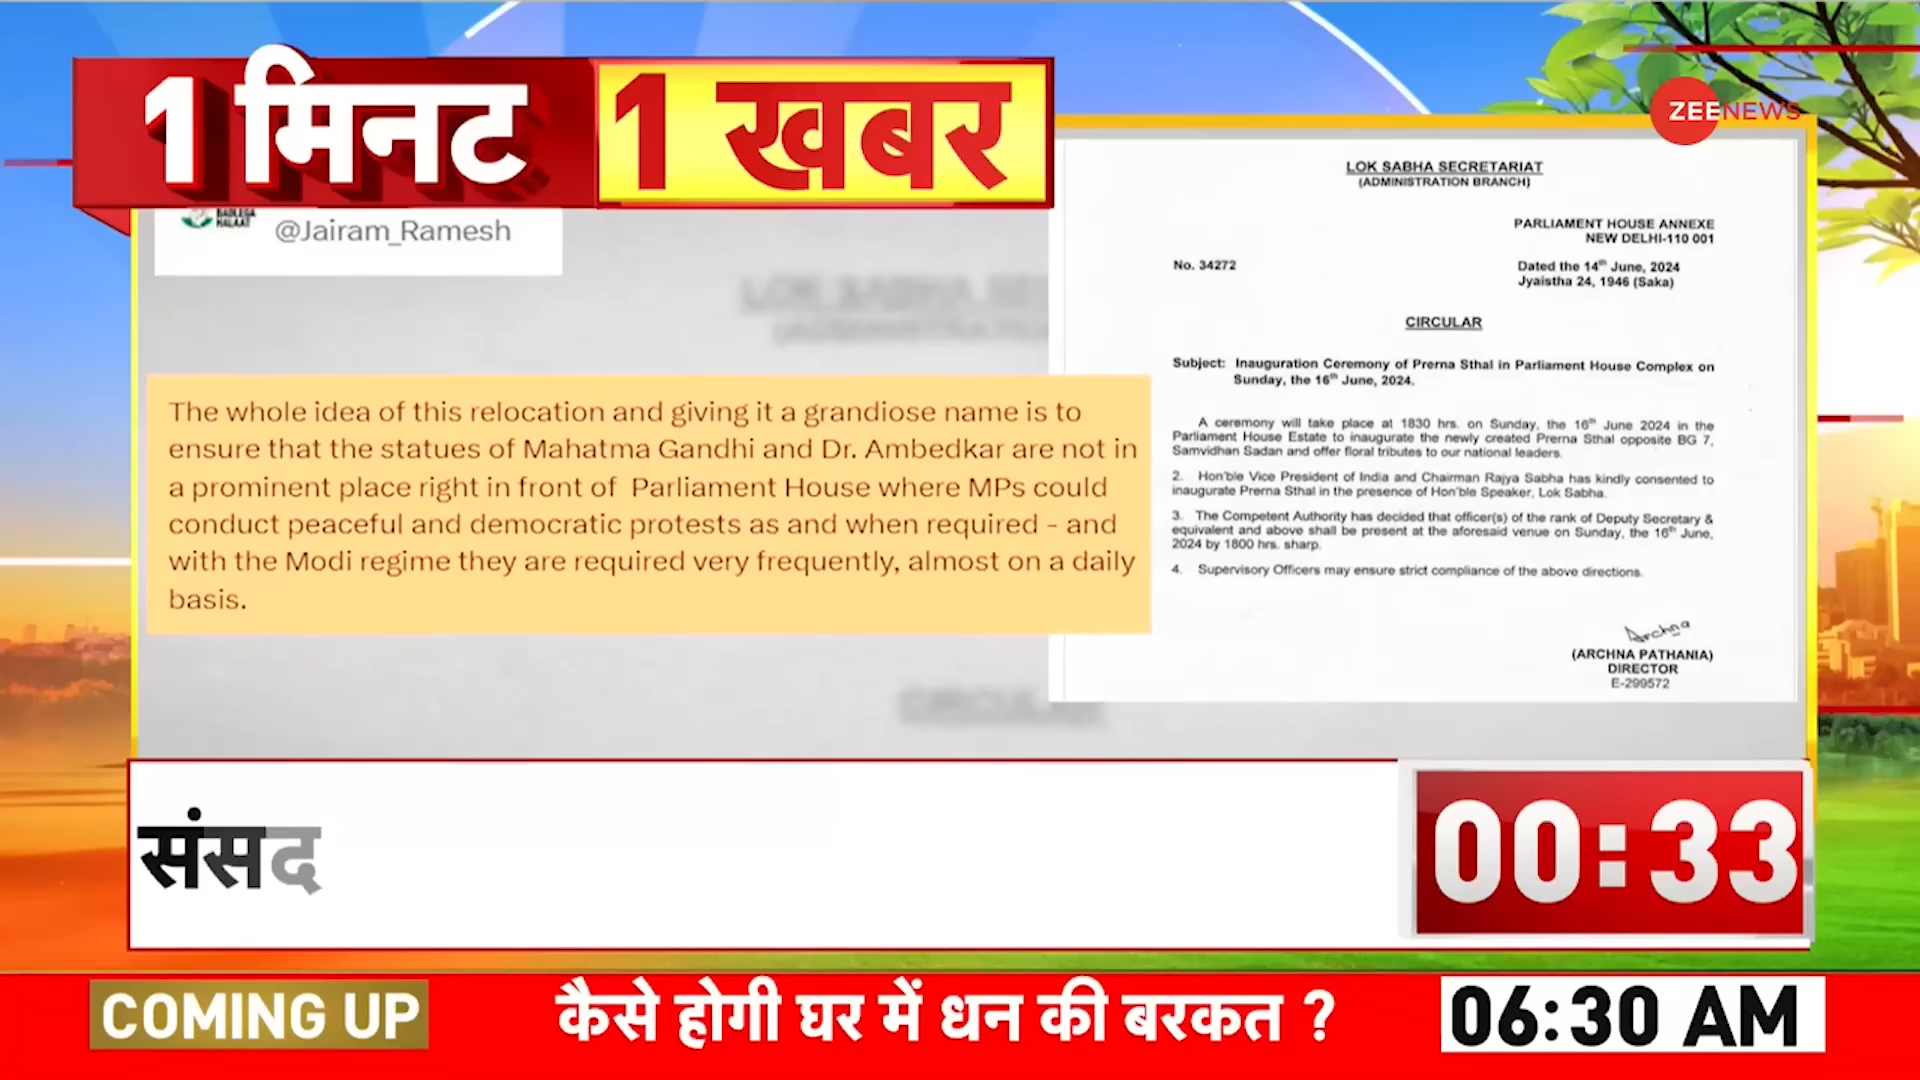 1 मिनट 1 खबर
ZEENEWS
@Jairam_Ramesh
The whole idea of this relocation and giving it a grandiose name is to
ensure that the statues of Mahatma Gandhi and Dr. Ambedkar are not in
a prominent place right in front of Parliament House where MPs could
conduct peaceful and democratic protests as and when required - and
with the Modi regime they are required very frequently, almost on a daily
basis.
LOK SABHA SECRETARIAT
(ADMINISTRATION BRANCH)
PARLIAMENT HOUSE ANNEXE
NEW DELHI-110 001
No. 34272
Dated the 14th June, 2024
Jyaistha 24, 1946 (Saka)
CIRCULAR
Subject: Inauguration Ceremony of Prerna Sthal in Parliament House Complex on
Sunday, the 16th June, 2024.
A ceremony will take place at 1830 hrs. on Sunday, the 16th June 2024 in the
Parliament House Estate to inaugurate the newly created Prerna Sthal opposite BG 7,
Samvidhan Sadan and offer floral tributes to our national leaders.
2. Hon'ble Vice President of India and Chairman Rajya Sabha has kindly consented to
inaugurate Prerna Sthal in the presence of Hon'ble Speaker, Lok Sabha.
3. The Competent Authority has decided that officer(s) of the rank of Deputy Secretary &
equivalent and above shall be present at the aforesaid venue on Sunday, the 16th June,
2024 by 1800 hrs. sharp.
4. Supervisory Officers may ensure strict compliance of the above directions.
Archna
(ARCHNA PATHANIA)
DIRECTOR
E-299572
संसद
00:33
COMING UP
कैसे होगी घर में धन की बरकत ?
06:30 AM